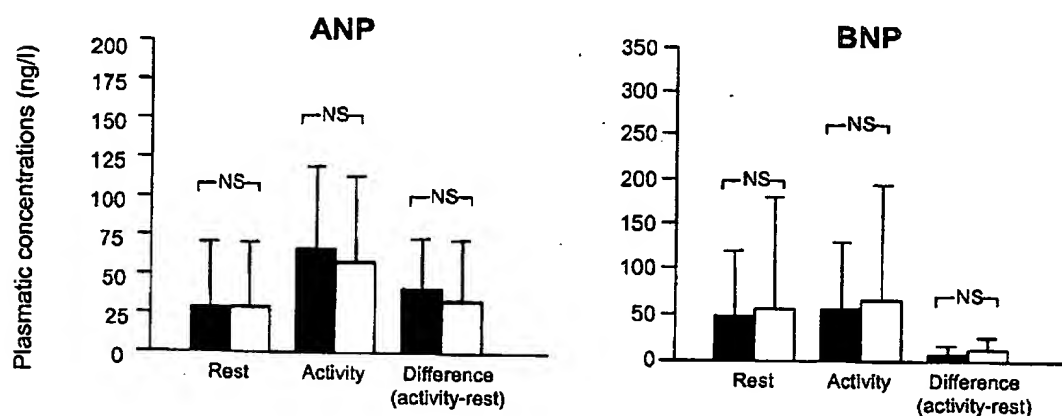 ANP
Plasmatic concentrations (ng/l)
200
175
150
125
100
75
50
25
0
NS
NS
NS
Rest
Activity
Difference
(activity-rest)
BNP
350
300
250
200
150
100
50
0
NS
NS
NS
Rest
Activity
Difference
(activity-rest)